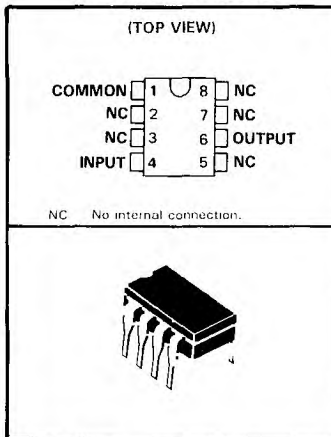 (TOP VIEW)
COMMON 1 8 NC
NC 2 7 NC
NC 3 6 OUTPUT
INPUT 4 5 NC
NC No internal connection.